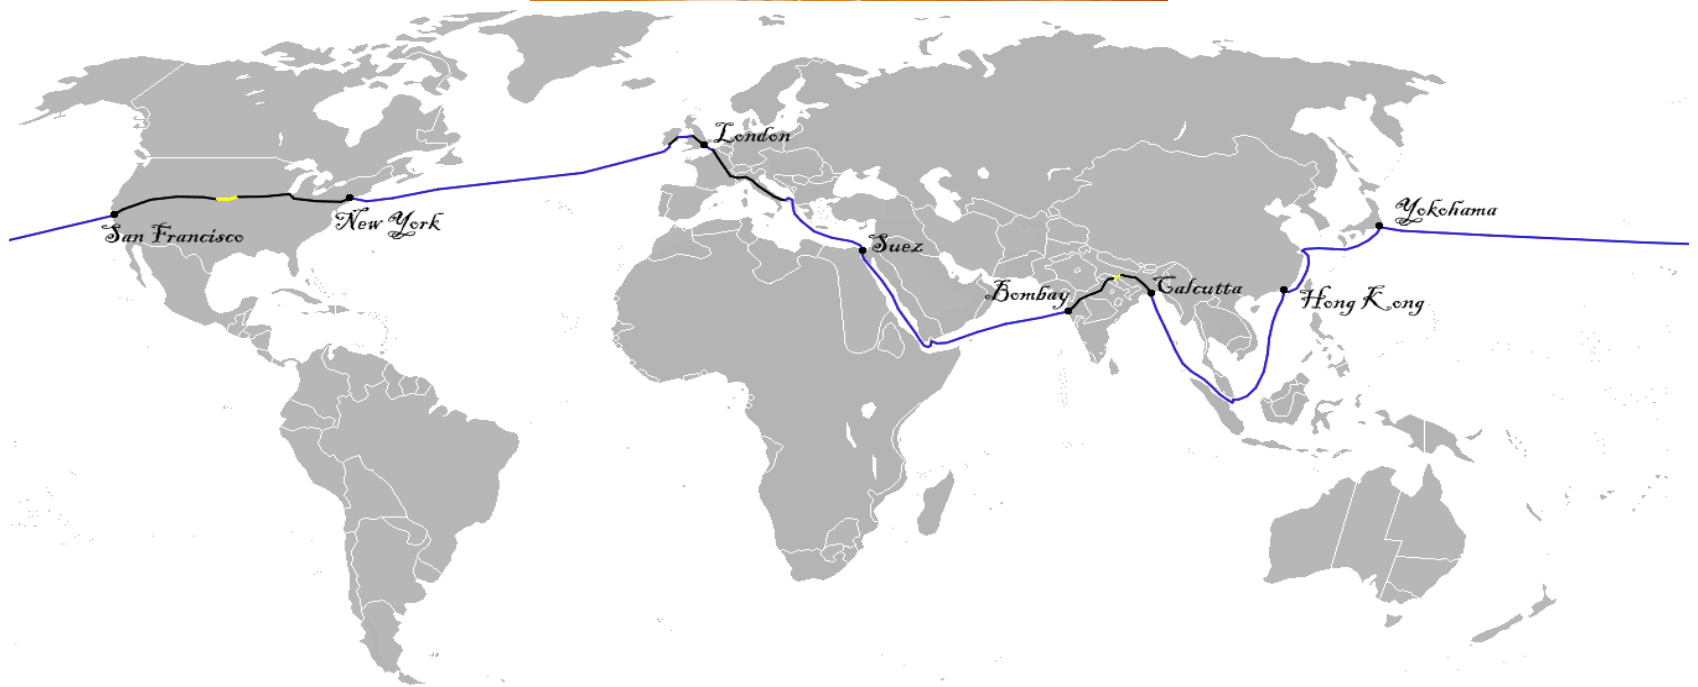 London
Yokohama
San Francisco
New York
Suez
Bombay
Calcutta
Hong Kong